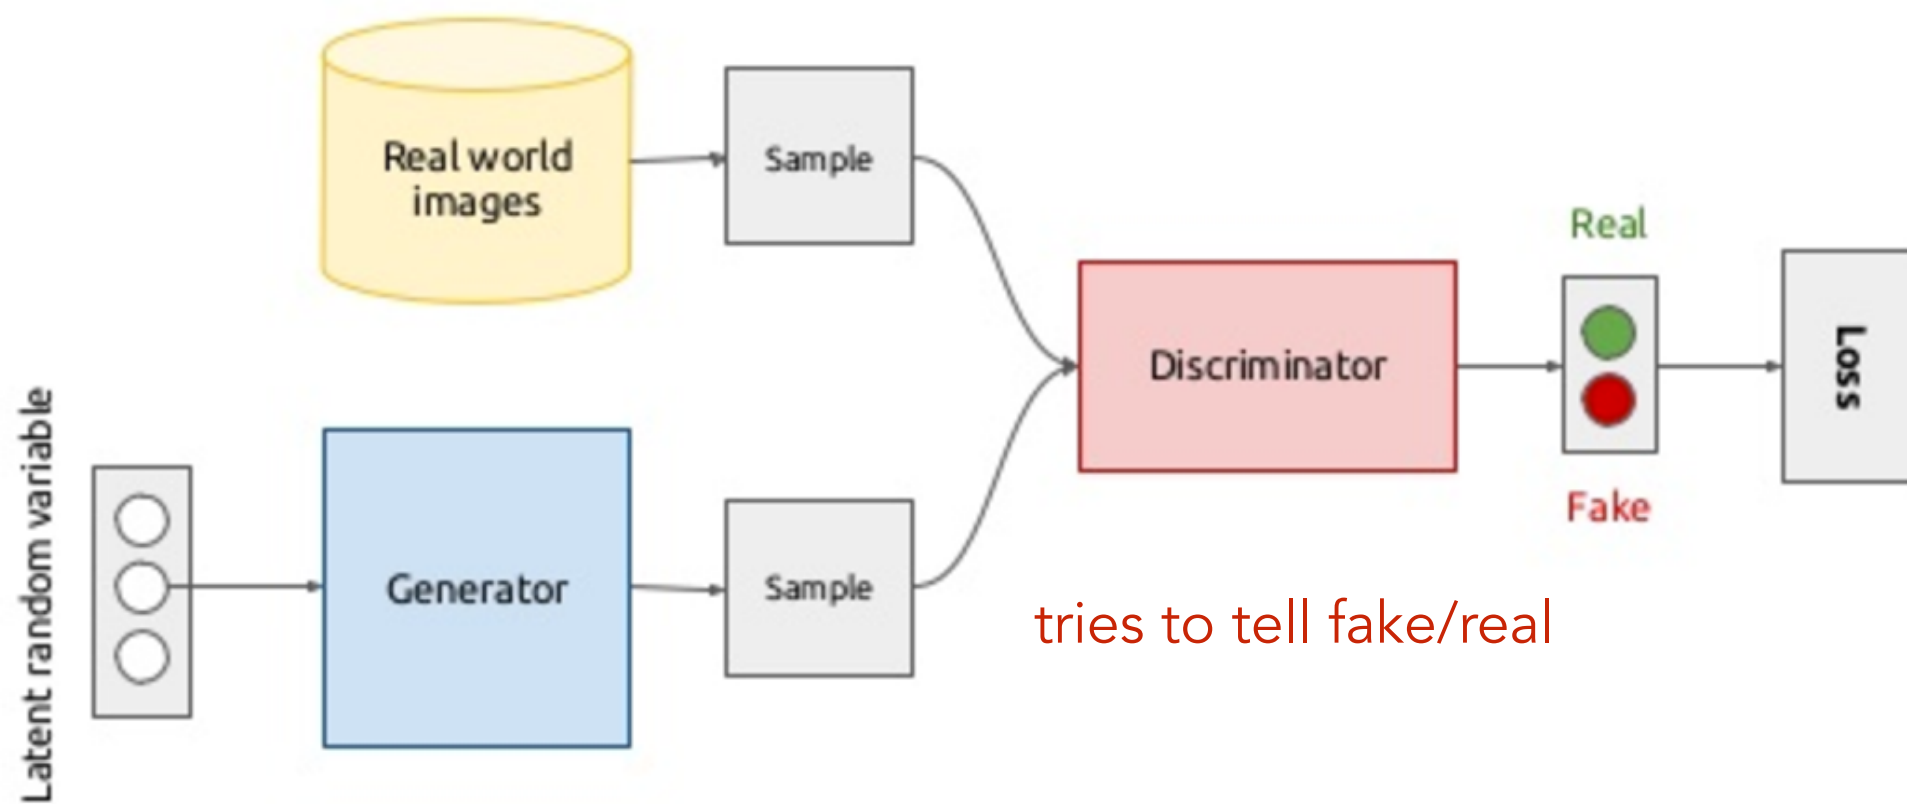 Real world
images
Sample
Real
Discriminator
Loss
Fake
Latent random variable
Generator
Sample
tries to tell fake/real